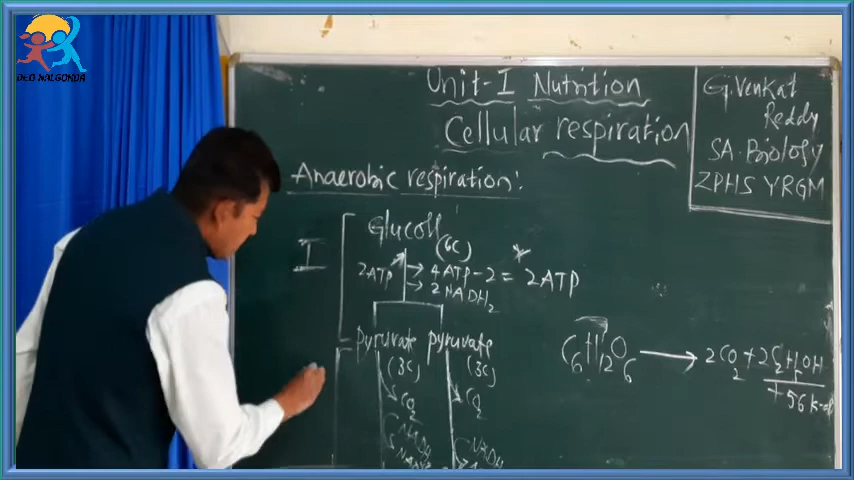 DEO NALGONDA
Unit-I Nutrition
Cellular respiration
G. Venkat
Reddy
SA. Biology
ZPHS YRGM
Anaerobic respiration:
I
Glucose
(6C)
2ATP → 4ATP-2 = 2ATP
→ 2NADH₂
Pyruvate pyruvate
(3C) (3C)
CO₂ CO₂
C₆H₁₂O₆ → 2CO₂ + 2C₂H₅OH
+ 56 K-cal